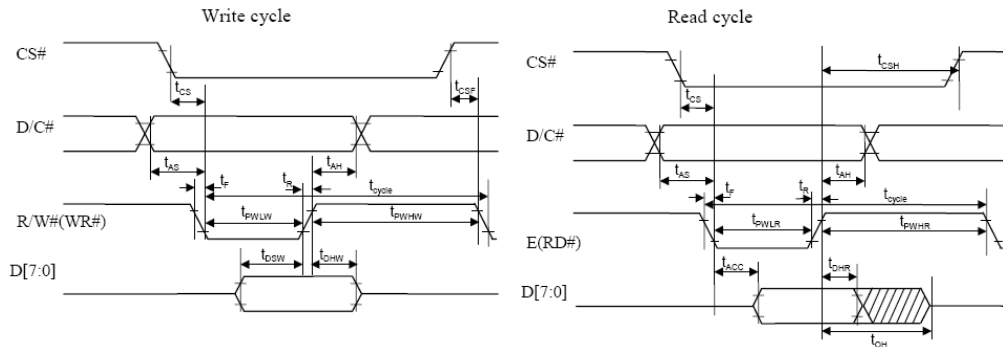 Write cycle
CS#
tCS
tCSF
D/C#
tAS
tAH
tF
tR
tcycle
R/W#(WR#)
tPWLW
tPWHW
tDSW
tDHW
D[7:0]
Read cycle
CS#
tCSH
tCS
D/C#
tAS
tAH
tF
tR
tcycle
tPWLR
tPWHR
E(RD#)
tACC
tDHR
D[7:0]
tOH